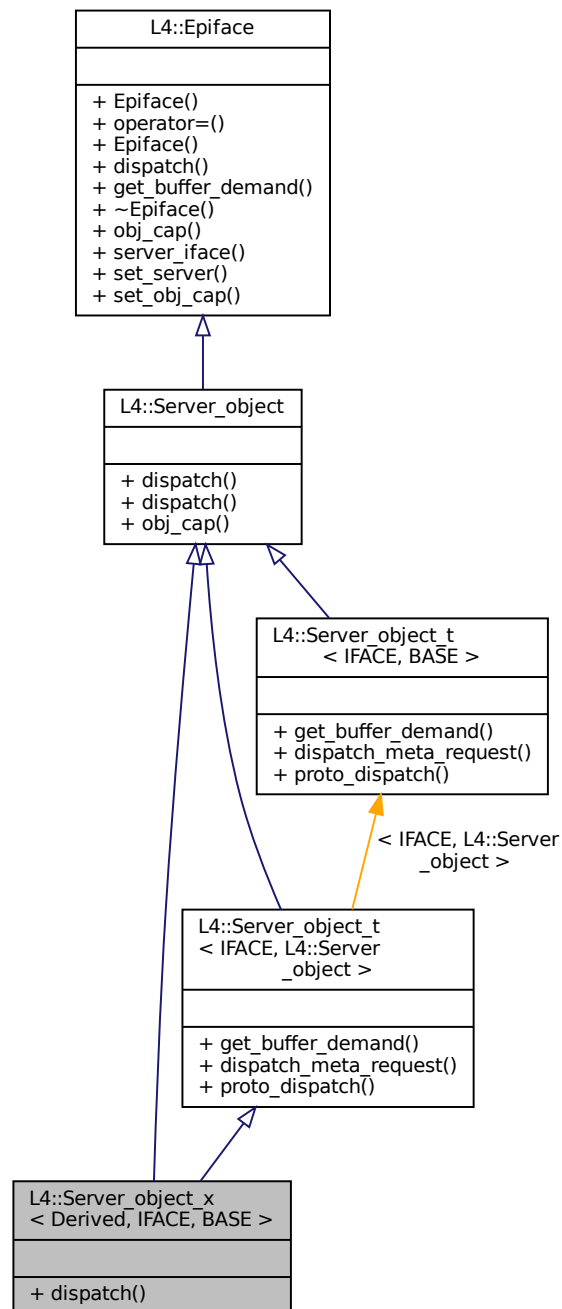 L4::Epiface
+ Epiface()
+ operator=()
+ Epiface()
+ dispatch()
+ get_buffer_demand()
+ ~Epiface()
+ obj_cap()
+ server_iface()
+ set_server()
+ set_obj_cap()
L4::Server_object
+ dispatch()
+ dispatch()
+ obj_cap()
L4::Server_object_t
< IFACE, BASE >
+ get_buffer_demand()
+ dispatch_meta_request()
+ proto_dispatch()
< IFACE, L4::Server
_object >
L4::Server_object_t
< IFACE, L4::Server
_object >
+ get_buffer_demand()
+ dispatch_meta_request()
+ proto_dispatch()
L4::Server_object_x
< Derived, IFACE, BASE >
+ dispatch()